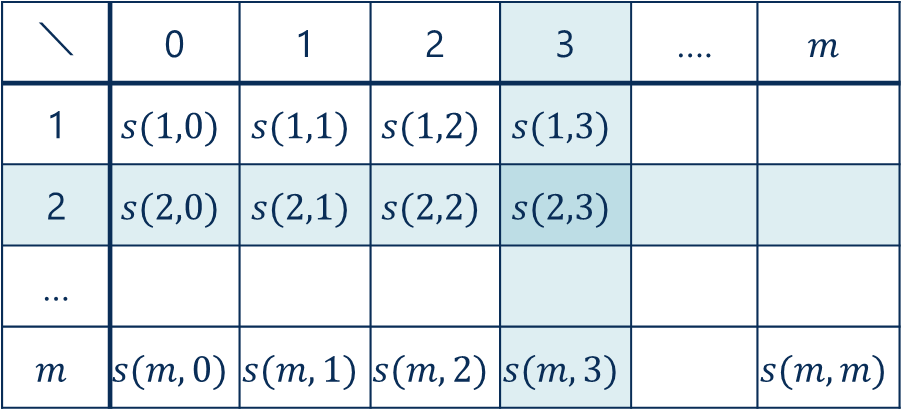 \ 0 1 2 3 .... m
1 s(1,0) s(1,1) s(1,2) s(1,3)
2 s(2,0) s(2,1) s(2,2) s(2,3)
...
m s(m, 0) s(m, 1) s(m, 2) s(m, 3) s(m, m)